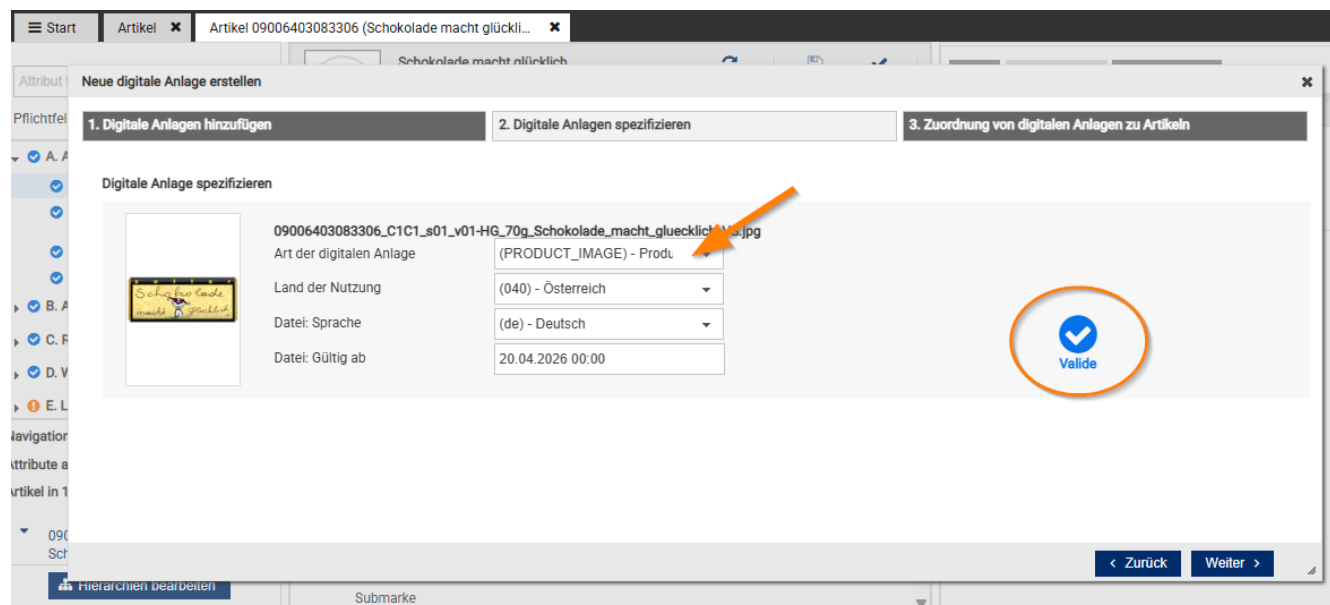 Start
Artikel
Artikel 09006403083306 (Schokolade macht glückli...
Schokolade macht glücklich
Attribut
Neue digitale Anlage erstellen
Pflichtfel
1. Digitale Anlagen hinzufügen
2. Digitale Anlagen spezifizieren
3. Zuordnung von digitalen Anlagen zu Artikeln
A. A
Digitale Anlage spezifizieren
09006403083306_C1C1_s01_v01-HG_70g_Schokolade_macht_gluecklich_VS.jpg
Art der digitalen Anlage
(PRODUCT_IMAGE) - Produ
Schokolade
macht glücklich
Land der Nutzung
(040) - Österreich
B. A
Datei: Sprache
(de) - Deutsch
C. R
Valide
Datei: Gültig ab
20.04.2026 00:00
D. W
E. L
Navigation
Attribute a
Artikel in 1
090
Sch
Zurück
Weiter
Hierarchien bearbeiten
Submarke